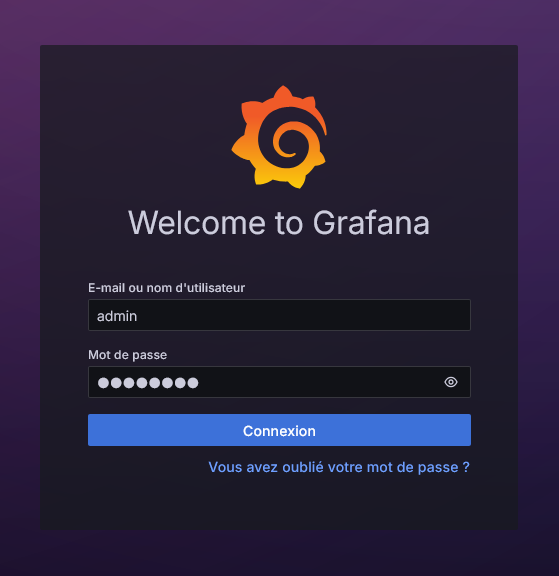 Welcome to Grafana
E-mail ou nom d'utilisateur
admin
Mot de passe
●●●●●●●●
Connexion
Vous avez oublié votre mot de passe ?